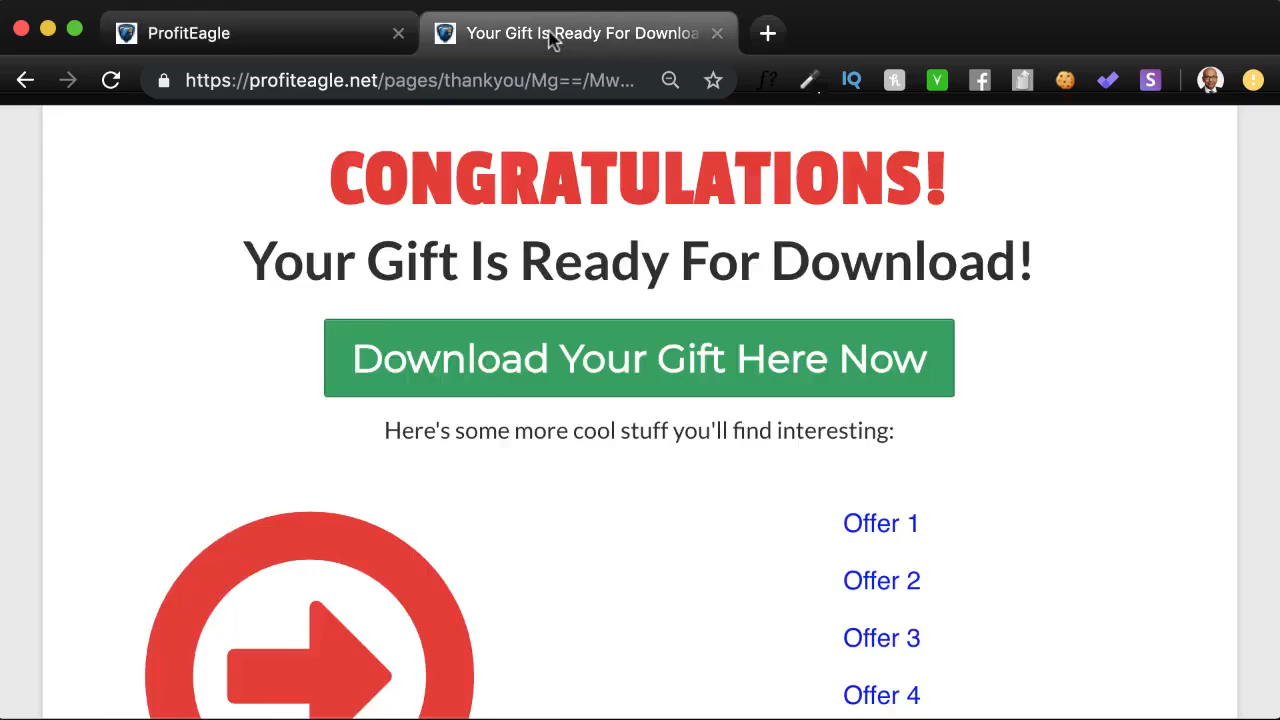 ProfitEagle
Your Gift Is Ready For Downloa
https://profiteagle.net/pages/thankyou/Mg==/Mw...
f?
IQ
h
V
f
S
CONGRATULATIONS!
Your Gift Is Ready For Download!
Download Your Gift Here Now
Here's some more cool stuff you'll find interesting:
Offer 1
Offer 2
Offer 3
Offer 4